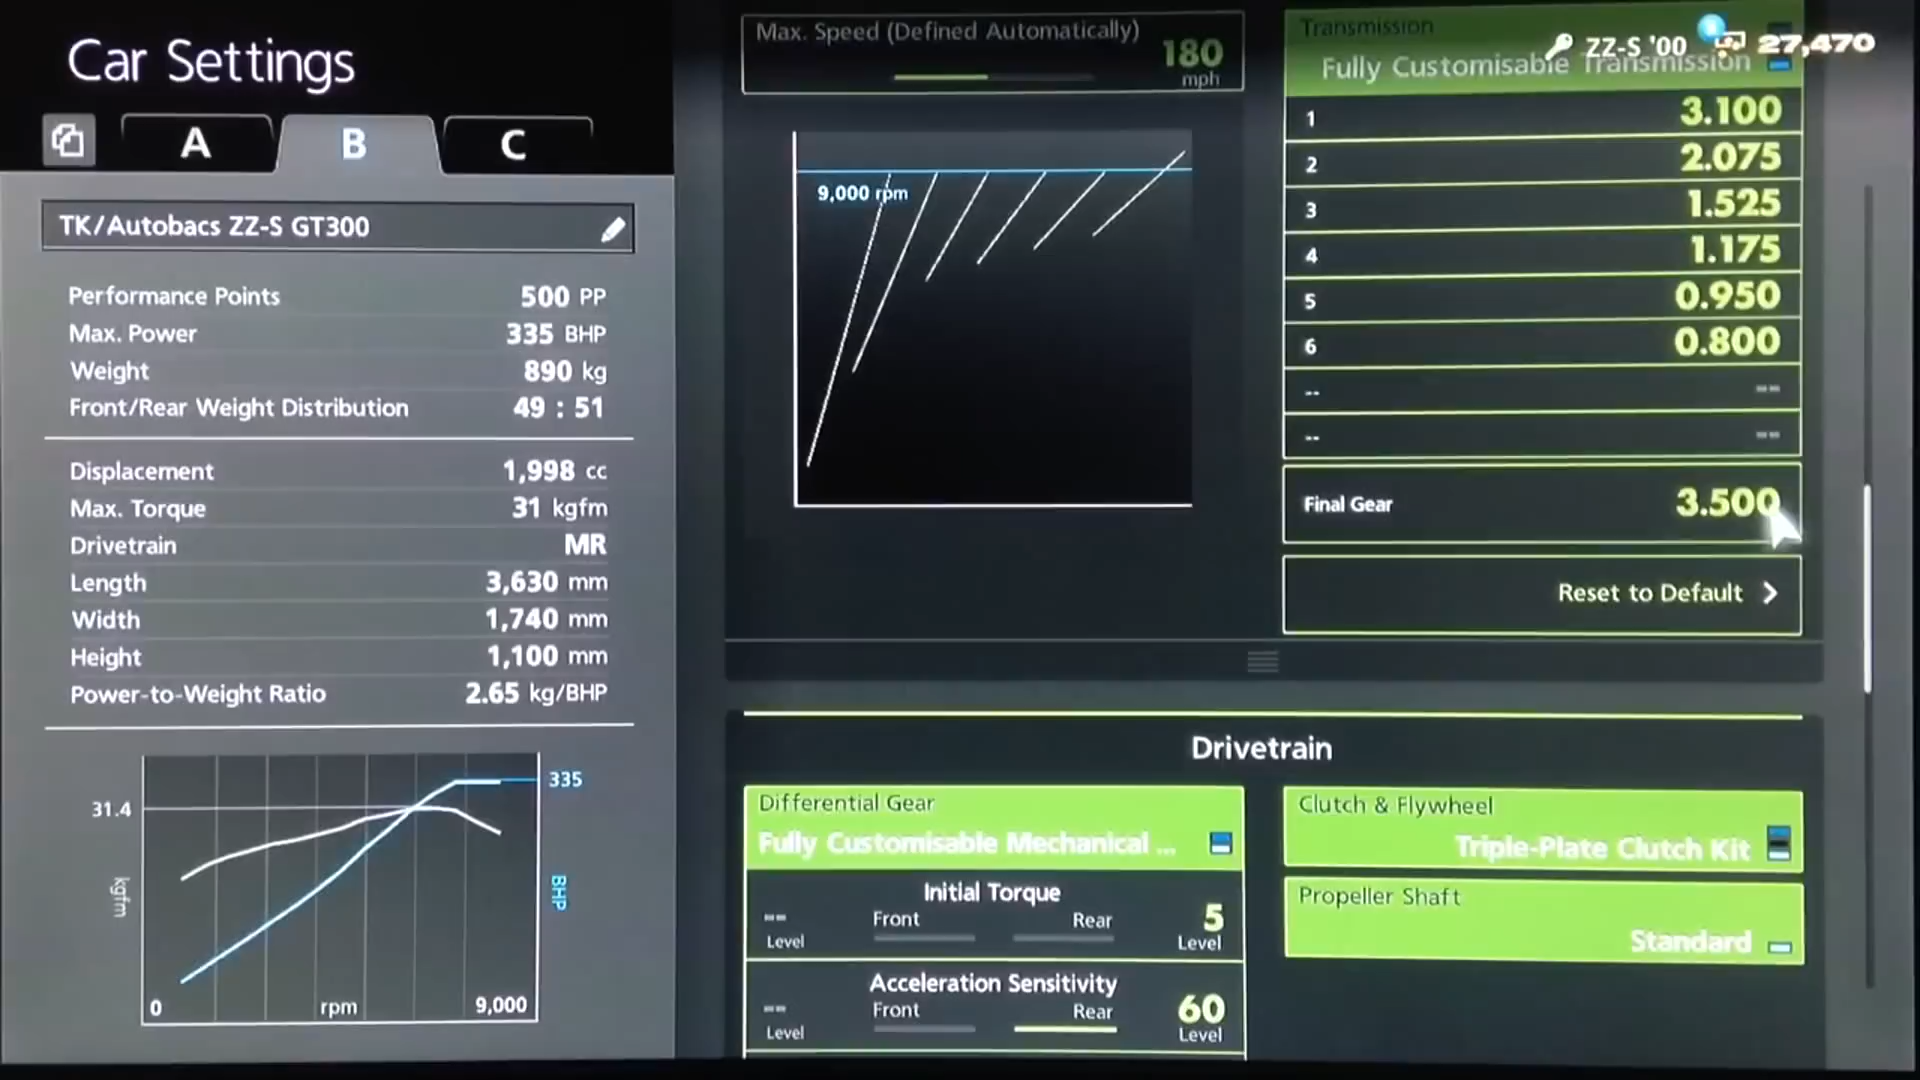 Car Settings
A
B
C
TK/Autobacs ZZ-S GT300
Performance Points 500 PP
Max. Power 335 BHP
Weight 890 kg
Front/Rear Weight Distribution 49 : 51
Displacement 1,998 cc
Max. Torque 31 kgfm
Drivetrain MR
Length 3,630 mm
Width 1,740 mm
Height 1,100 mm
Power-to-Weight Ratio 2.65 kg/BHP
335
31.4
kgfm
BHP
0 rpm 9,000
Max. Speed (Defined Automatically)
180
mph
9,000 rpm
Transmission
ZZ-S '00 27,470
Fully Customisable Transmission
1 3.100
2 2.075
3 1.525
4 1.175
5 0.950
6 0.800
-- --
-- --
Final Gear 3.500
Reset to Default
Drivetrain
Differential Gear
Fully Customisable Mechanical ...
Initial Torque
-- Front Rear 5
Level Level
Acceleration Sensitivity
-- Front Rear 60
Level Level
Clutch & Flywheel
Triple-Plate Clutch Kit
Propeller Shaft
Standard